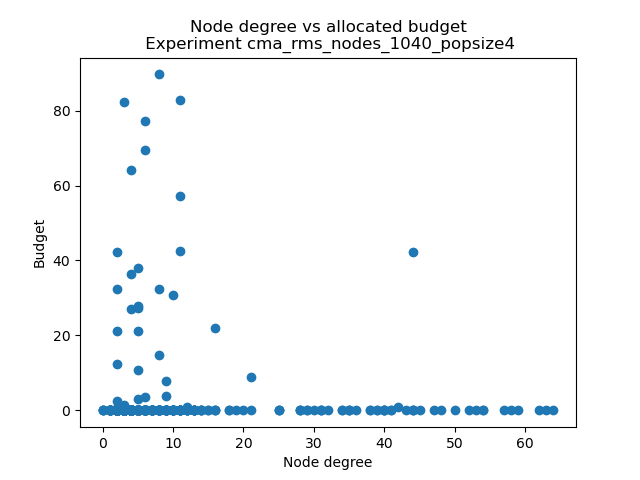 Node degree vs allocated budget
Experiment cma_rms_nodes_1040_popsize4
Budget
80
60
40
20
0
0 10 20 30 40 50 60
Node degree